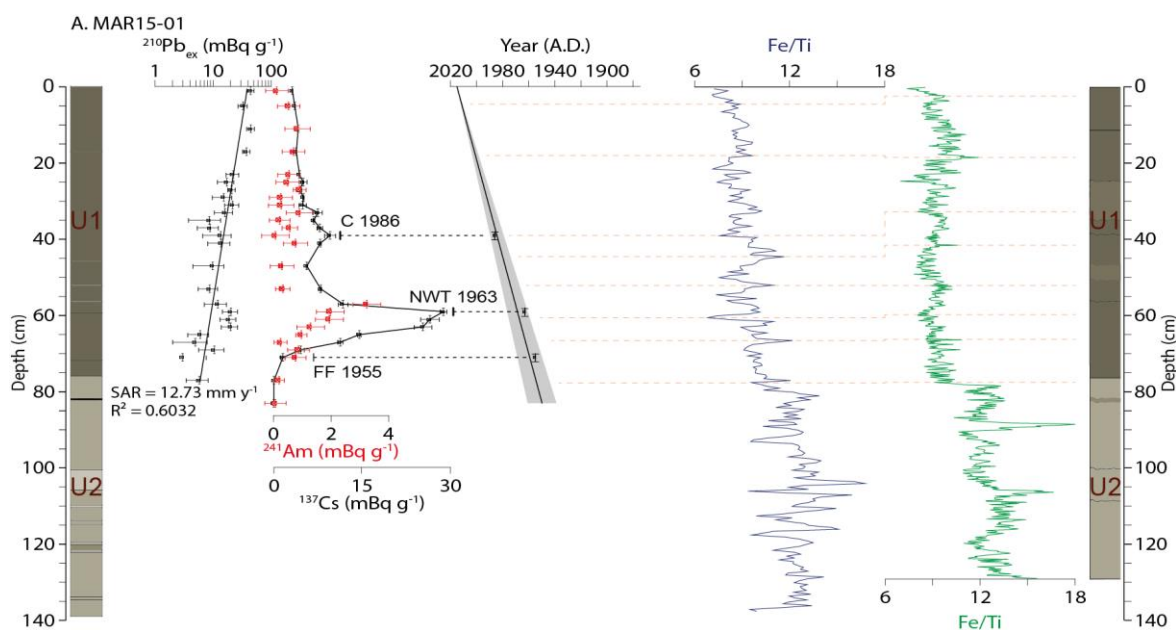 A. MAR15-01
²¹⁰Pbₑₓ (mBq g⁻¹)
Year (A.D.)
Fe/Ti
1 10 100
2020 1980 1940 1900
6 12 18
0
20
40
60
80
100
120
140
Depth (cm)
U1
U2
C 1986
NWT 1963
FF 1955
SAR = 12.73 mm y⁻¹
R² = 0.6032
0 2 4
²⁴¹Am (mBq g⁻¹)
0 15 30
¹³⁷Cs (mBq g⁻¹)
U1
U2
0
20
40
60
80
100
120
140
Depth (cm)
6 12 18
Fe/Ti